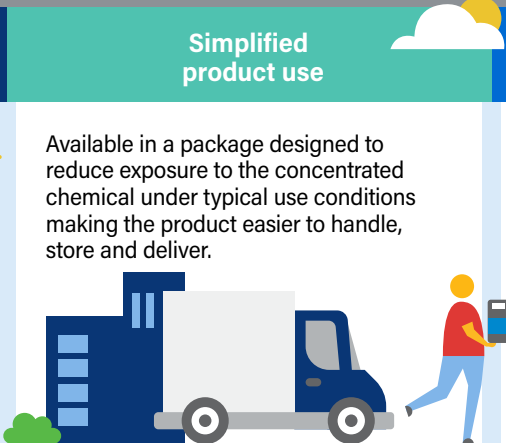 Simplified
product use
Available in a package designed to
reduce exposure to the concentrated
chemical under typical use conditions
making the product easier to handle,
store and deliver.